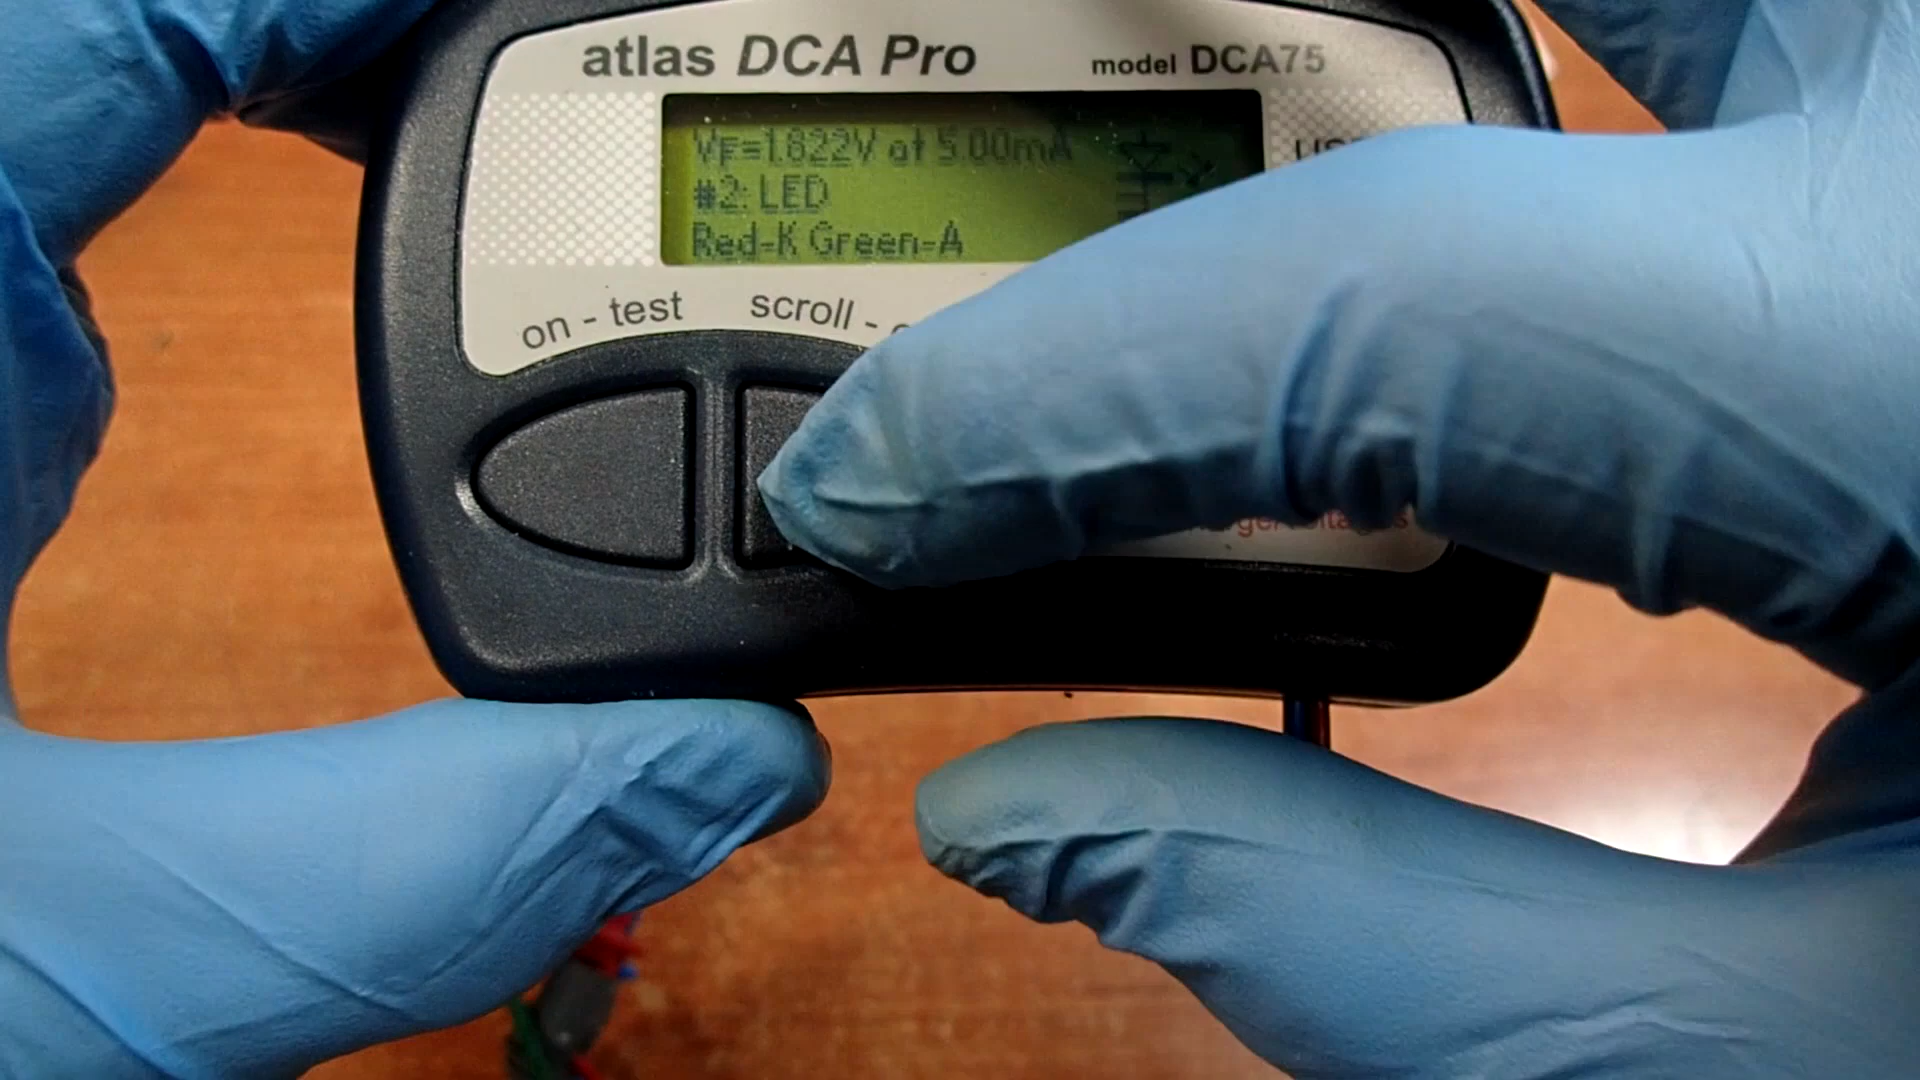 atlas DCA Pro model DCA75
VF=1.822V at 5.00mA
#2: LED
Red-K Green-A
on - test scroll -